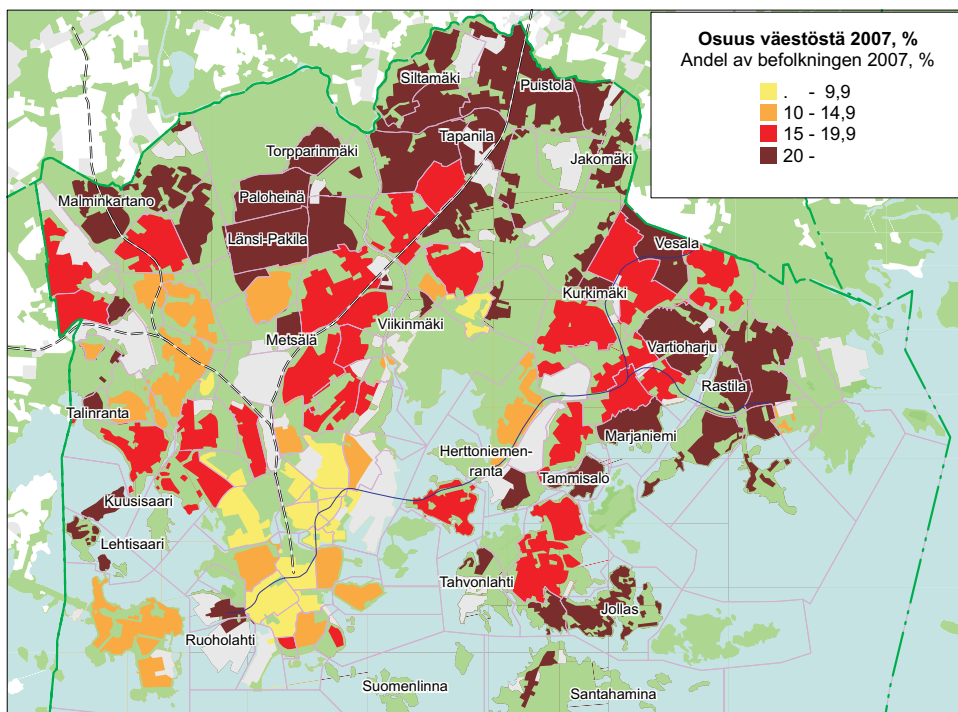 Osuus väestöstä 2007, %
Andel av befolkningen 2007, %
. - 9,9
10 - 14,9
15 - 19,9
20 -
Siltamäki
Puistola
Tapanila
Torpparinmäki
Jakomäki
Paloheinä
Malminkartano
Länsi-Pakila
Vesala
Kurkimäki
Viikinmäki
Metsälä
Vartioharju
Rastila
Talinranta
Marjaniemi
Herttoniemen-
ranta
Tammisalo
Kuusisaari
Lehtisaari
Tahvonlahti
Jollas
Ruoholahti
Suomenlinna
Santahamina